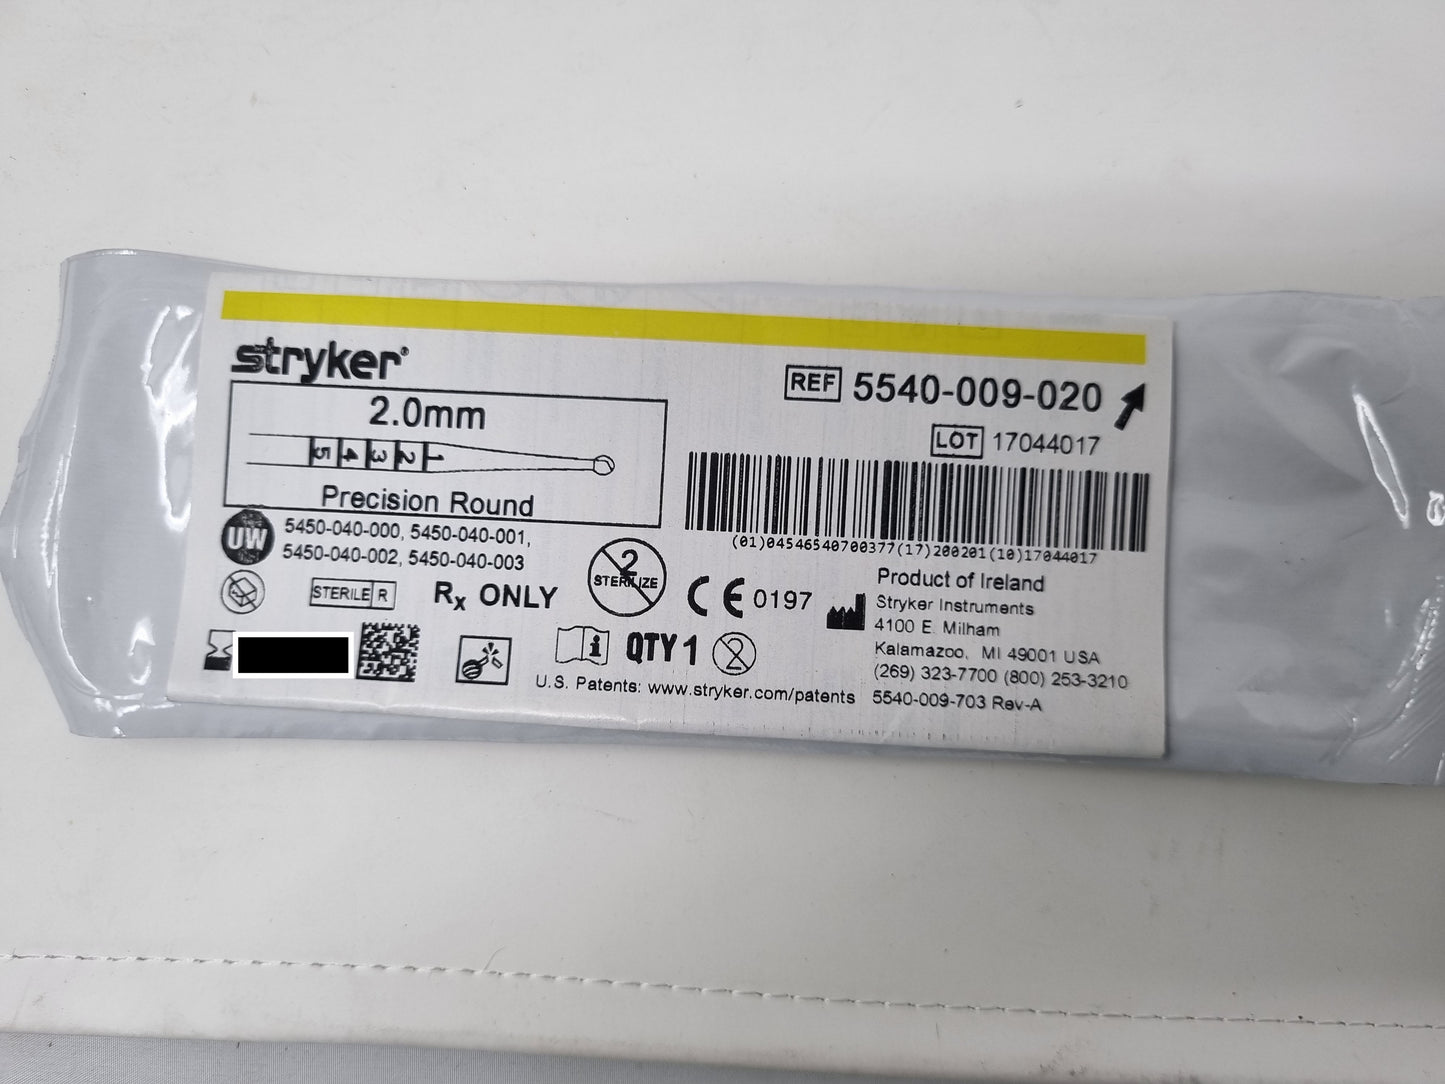 stryker®
2.0mm
5 4 3 2 1
Precision Round
REF 5540-009-020
LOT 17044017
(01)04546540700377(17)200201(10)17044017
UW 5450-040-000, 5450-040-001,
5450-040-002, 5450-040-003
STERILE R
Rx ONLY
2
STERILIZE
CE 0197
Product of Ireland
Stryker Instruments
4100 E. Milham
Kalamazoo, MI 49001 USA
(269) 323-7700 (800) 253-3210
i QTY 1 2
U.S. Patents: www.stryker.com/patents 5540-009-703 Rev-A